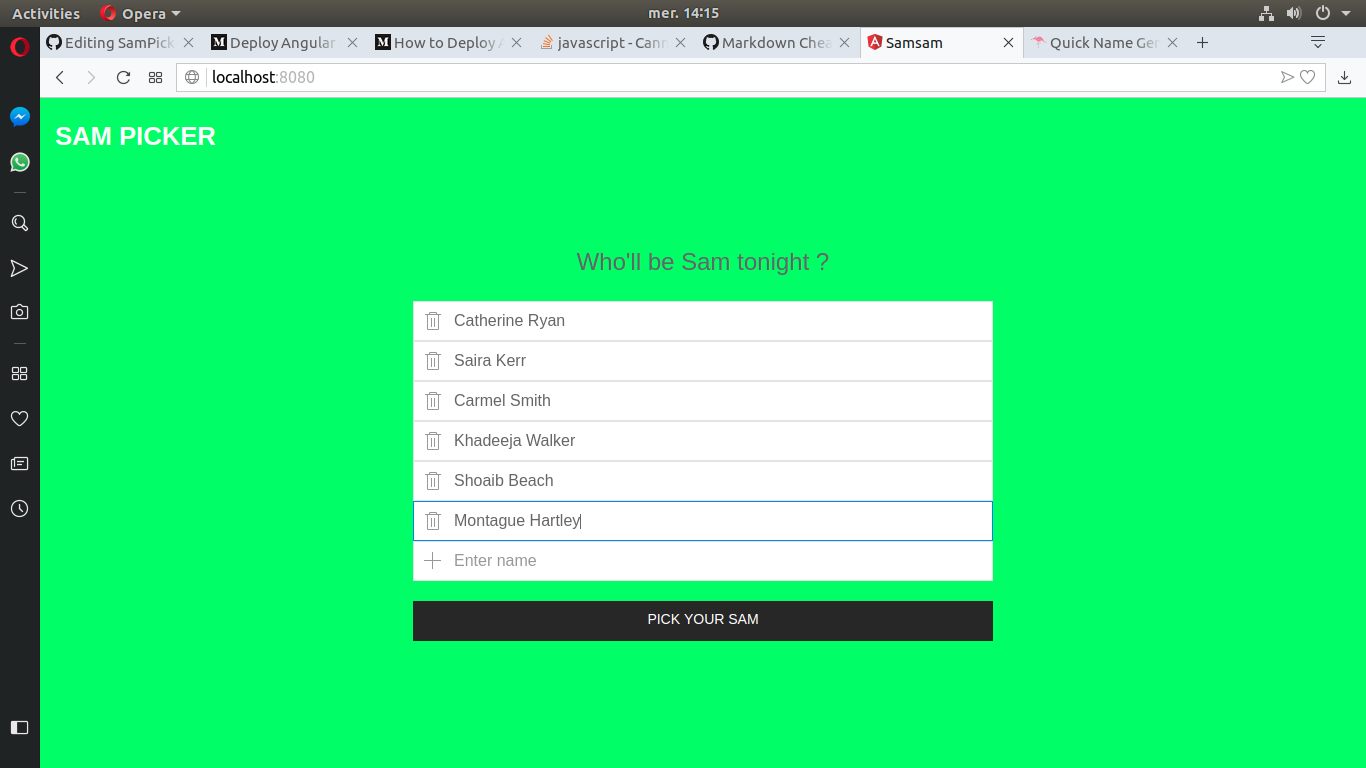 Activities Opera mer. 14:15
Editing SamPick Deploy Angular How to Deploy A javascript - Cann Markdown Chea Samsam Quick Name Ger
localhost:8080
SAM PICKER
Who'll be Sam tonight ?
Catherine Ryan
Saira Kerr
Carmel Smith
Khadeeja Walker
Shoaib Beach
Montague Hartley
Enter name
PICK YOUR SAM